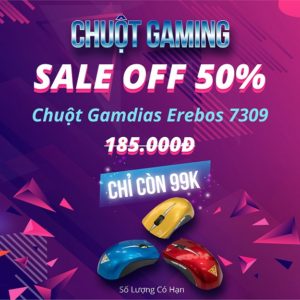 CHUỘT GAMING
SALE OFF 50%
Chuột Gamdias Erebos 7309
185.000Đ
CHỈ CÒN 99K
Số Lượng Có Hạn